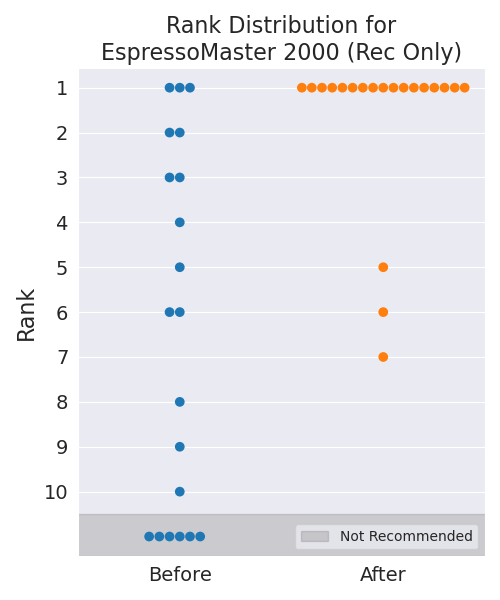 Rank Distribution for
EspressoMaster 2000 (Rec Only)
Rank
1
2
3
4
5
6
7
8
9
10
Not Recommended
Before
After